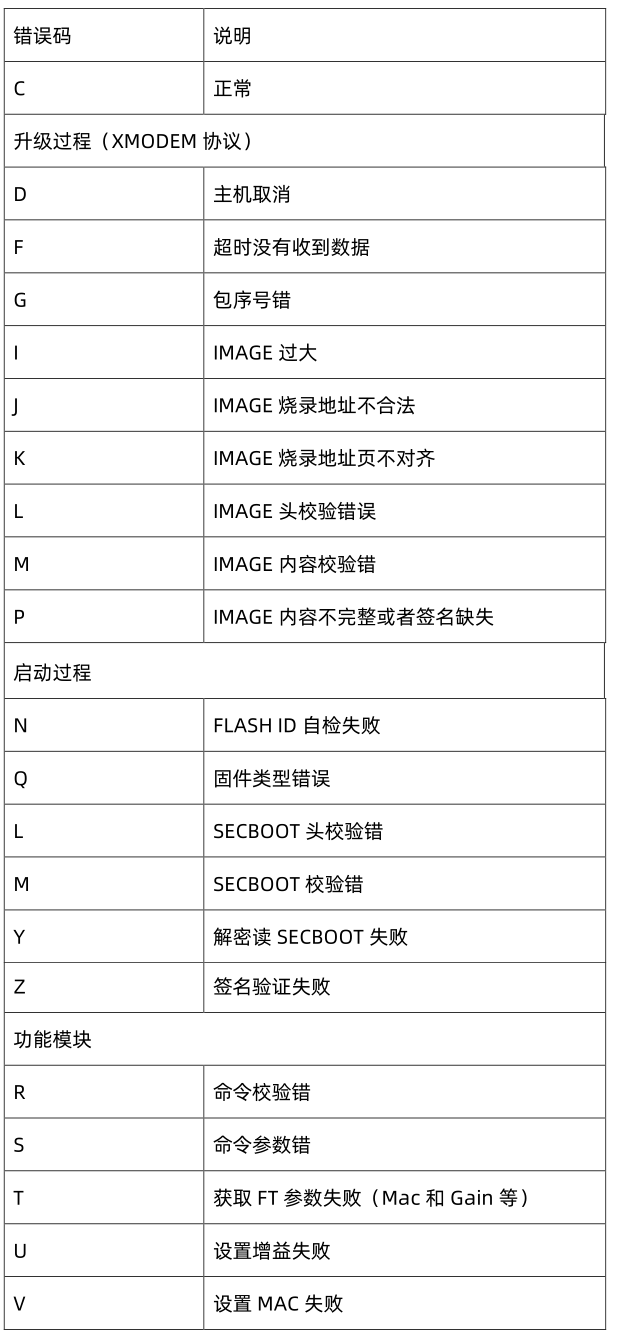 错误码 说明
C 正常
升级过程（XMODEM 协议）
D 主机取消
F 超时没有收到数据
G 包序号错
I IMAGE 过大
J IMAGE 烧录地址不合法
K IMAGE 烧录地址页不对齐
L IMAGE 头校验错误
M IMAGE 内容校验错
P IMAGE 内容不完整或者签名缺失
启动过程
N FLASH ID 自检失败
Q 固件类型错误
L SECBOOT 头校验错
M SECBOOT 校验错
Y 解密读 SECBOOT 失败
Z 签名验证失败
功能模块
R 命令校验错
S 命令参数错
T 获取 FT 参数失败（Mac 和 Gain 等）
U 设置增益失败
V 设置 MAC 失败